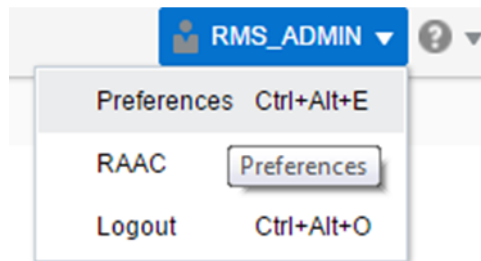 RMS_ADMIN ?
Preferences Ctrl+Alt+E
RAAC Preferences
Logout Ctrl+Alt+O